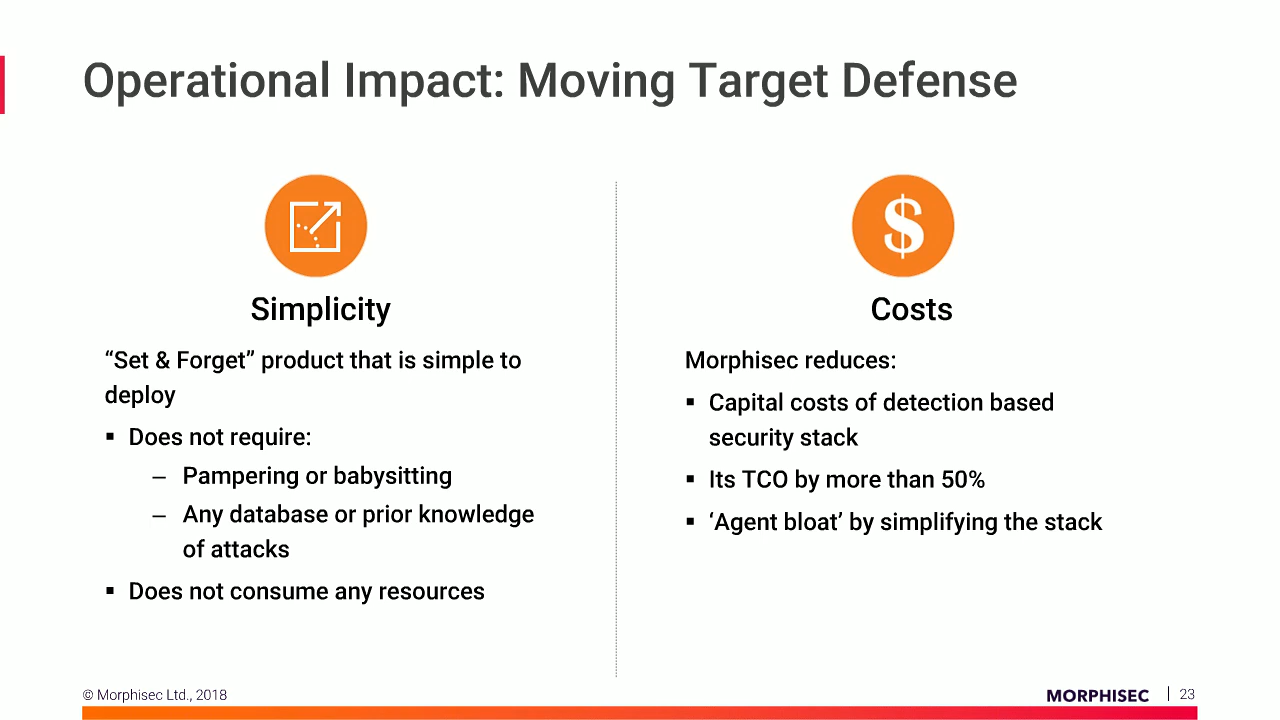 Operational Impact: Moving Target Defense
Simplicity
“Set & Forget” product that is simple to
deploy
▪ Does not require:
– Pampering or babysitting
– Any database or prior knowledge
of attacks
▪ Does not consume any resources
$
Costs
Morphisec reduces:
▪ Capital costs of detection based
security stack
▪ Its TCO by more than 50%
▪ ‘Agent bloat’ by simplifying the stack
© Morphisec Ltd., 2018
MORPHISEC | 23